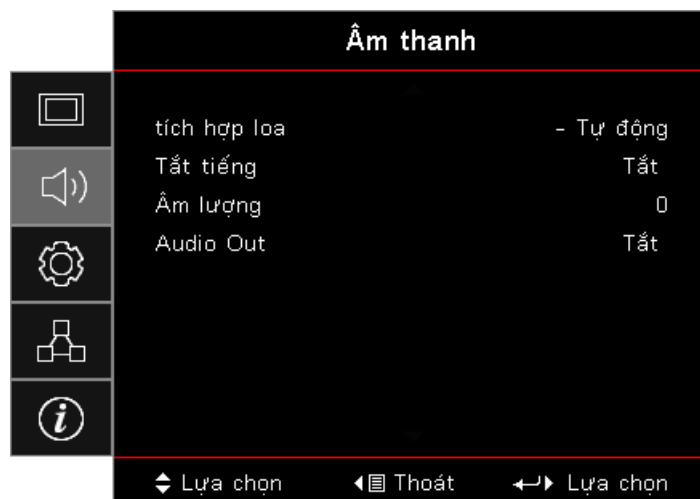 Âm thanh
tích hợp loa - Tự động
Tắt tiếng Tắt
Âm lượng 0
Audio Out Tắt
Lựa chọn Thoát Lựa chọn